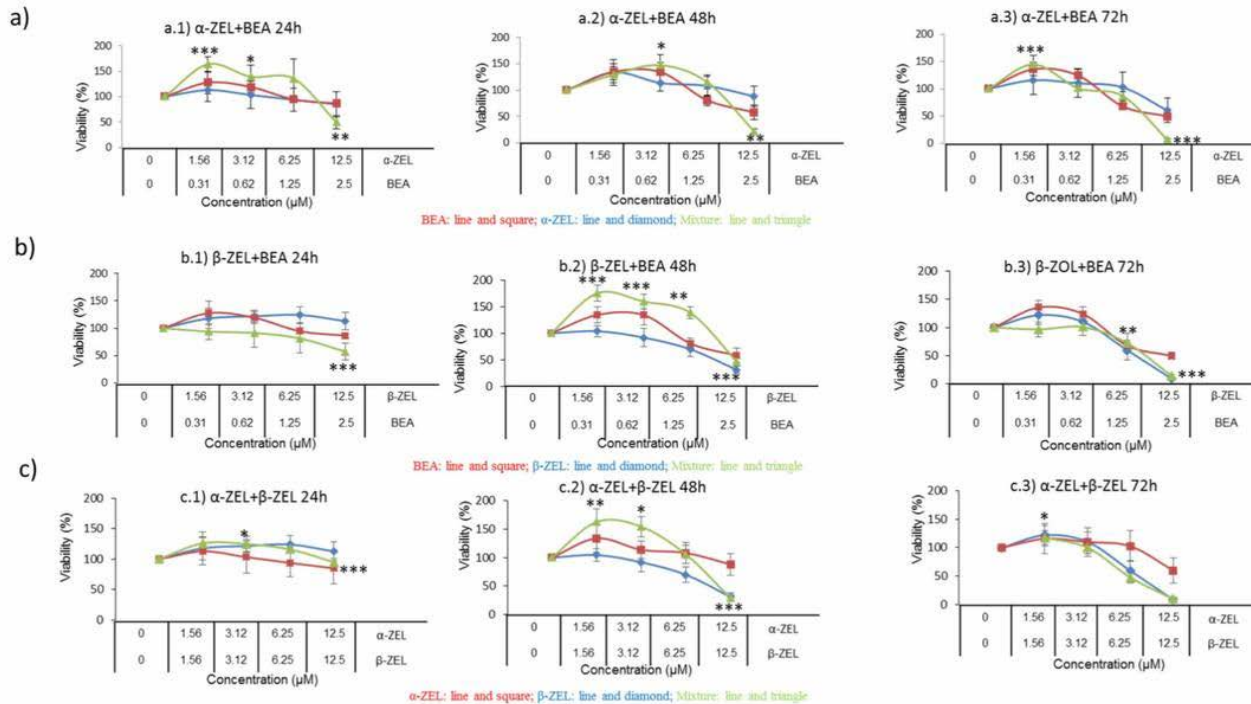 a)
a.1) α-ZEL+BEA 24h
a.2) α-ZEL+BEA 48h
a.3) α-ZEL+BEA 72h
Viability (%)
200
150
100
50
0
*** * **
Viability (%)
200
150
100
50
0
* **
Viability (%)
200
150
100
50
0
*** ***
0 1.56 3.12 6.25 12.5 α-ZEL
0 0.31 0.62 1.25 2.5 BEA
Concentration (μM)
0 1.56 3.12 6.25 12.5 α-ZEL
0 0.31 0.62 1.25 2.5 BEA
Concentration (μM)
0 1.56 3.12 6.25 12.5 α-ZEL
0 0.31 0.62 1.25 2.5 BEA
Concentration (μM)
BEA: line and square; α-ZEL: line and diamond; Mixture: line and triangle
b)
b.1) β-ZEL+BEA 24h
b.2) β-ZEL+BEA 48h
b.3) β-ZOL+BEA 72h
Viability (%)
200
150
100
50
0
***
Viability (%)
200
150
100
50
0
*** *** ** ***
Viability (%)
200
150
100
50
0
** ***
0 1.56 3.12 6.25 12.5 β-ZEL
0 0.31 0.62 1.25 2.5 BEA
Concentration (μM)
0 1.56 3.12 6.25 12.5 β-ZEL
0 0.31 0.62 1.25 2.5 BEA
Concentration (μM)
0 1.56 3.12 6.25 12.5 β-ZEL
0 0.31 0.62 1.25 2.5 BEA
Concentration (μM)
BEA: line and square; β-ZEL: line and diamond; Mixture: line and triangle
c)
c.1) α-ZEL+β-ZEL 24h
c.2) α-ZEL+β-ZEL 48h
c.3) α-ZEL+β-ZEL 72h
Viability (%)
200
150
100
50
0
* ***
Viability (%)
200
150
100
50
0
** * ***
Viability (%)
200
150
100
50
0
*
0 1.56 3.12 6.25 12.5 α-ZEL
0 1.56 3.12 6.25 12.5 β-ZEL
Concentration (μM)
0 1.56 3.12 6.25 12.5 α-ZEL
0 1.56 3.12 6.25 12.5 β-ZEL
Concentration (μM)
0 1.56 3.12 6.25 12.5 α-ZEL
0 1.56 3.12 6.25 12.5 β-ZEL
Concentration (μM)
α-ZEL: line and square; β-ZEL: line and diamond; Mixture: line and triangle